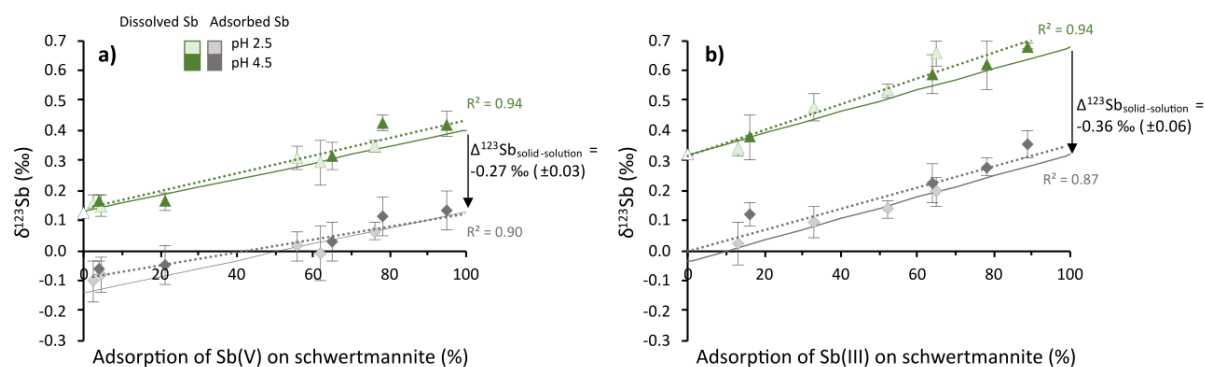 Dissolved Sb Adsorbed Sb
pH 2.5
pH 4.5
a)
δ¹²³Sb (‰)
0.7
0.6
0.5
0.4
0.3
0.2
0.1
0.0
-0.1
-0.2
-0.3
0 20 40 60 80 100
R² = 0.94
Δ¹²³Sbsolid-solution =
-0.27 ‰ (±0.03)
R² = 0.90
Adsorption of Sb(V) on schwertmannite (%)
b)
δ¹²³Sb (‰)
0.7
0.6
0.5
0.4
0.3
0.2
0.1
0.0
-0.1
-0.2
-0.3
0 20 40 60 80 100
R² = 0.94
Δ¹²³Sbsolid-solution =
-0.36 ‰ (±0.06)
R² = 0.87
Adsorption of Sb(III) on schwertmannite (%)